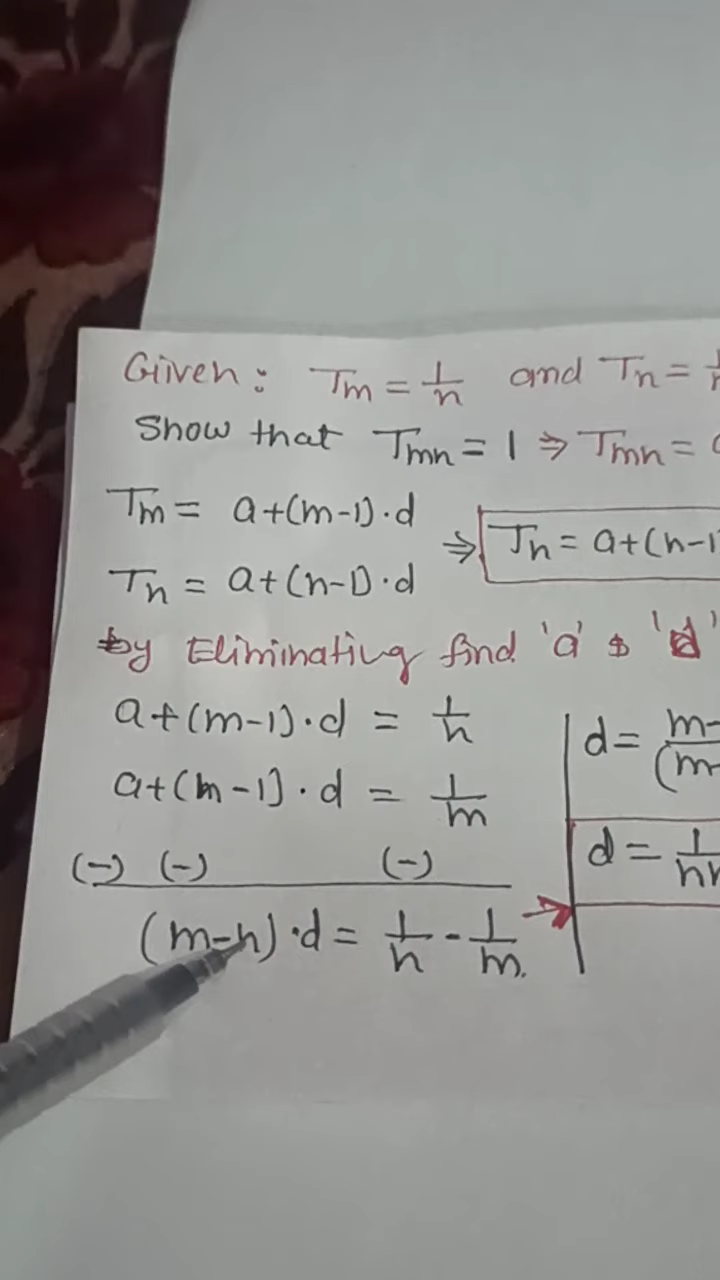 Given: Tm = 1/n and Tn =
Show that Tmn = 1 ⇒ Tmn =
Tm = a+(m-1)·d
⇒ Tn = a+(n-1
Tn = a+(n-1)·d
by Eliminating find 'a' & 'd'
a+(m-1)·d = 1/n
a+(n-1)·d = 1/m
(-) (-) (-)
(m-n)·d = 1/n - 1/m.
d = m-/(m-
d = 1/